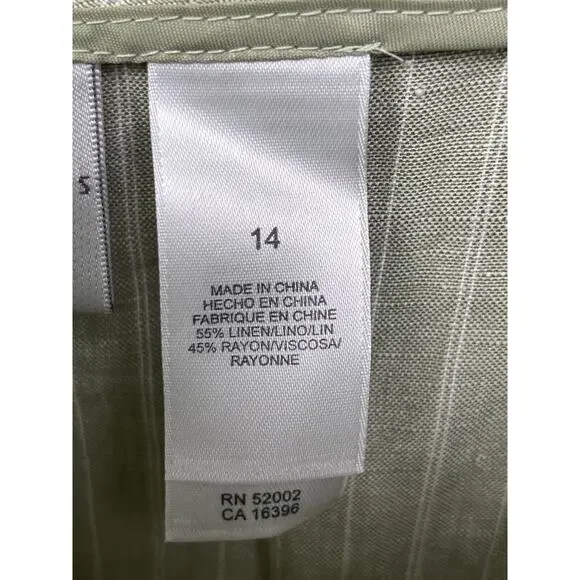 14
MADE IN CHINA
HECHO EN CHINA
FABRIQUE EN CHINE
55% LINEN/LINO/LIN
45% RAYON/VISCOSA/
RAYONNE
RN 52002
CA 16396